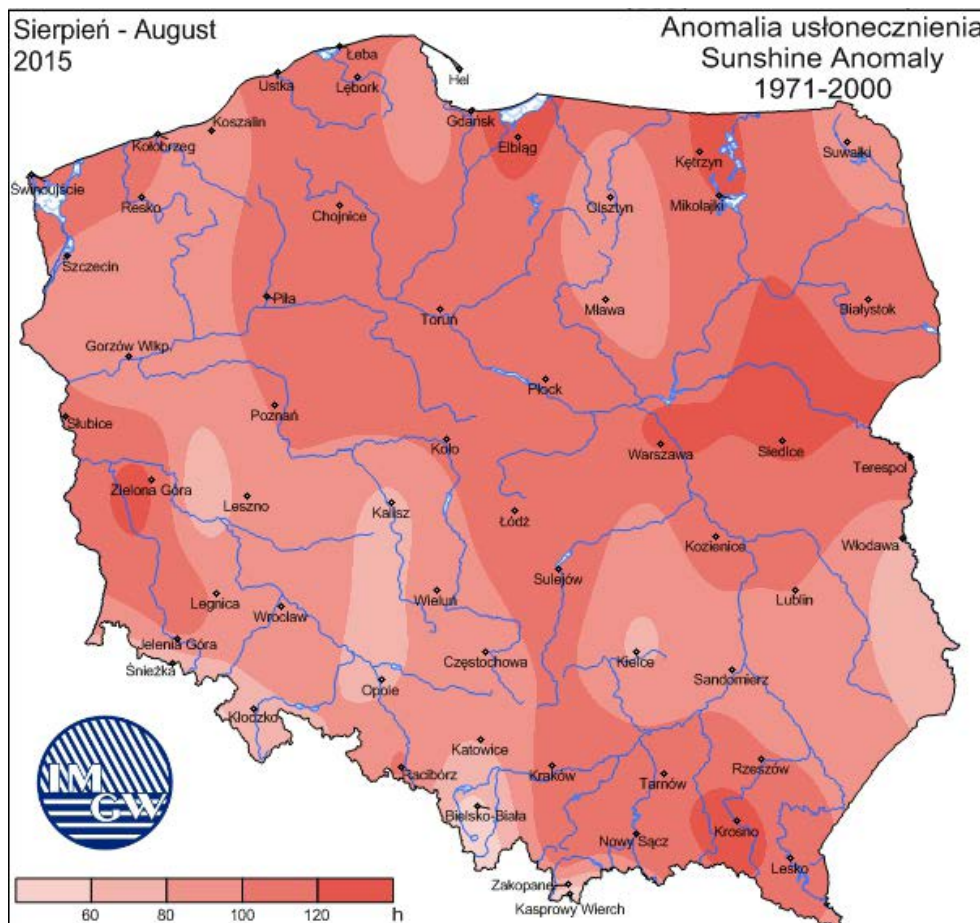 Sierpień - August
2015
Anomalia usłonecznienia
Sunshine Anomaly
1971-2000
Łeba
Hel
Ustka
Lębork
Koszalin
Gdańsk
Kołobrzeg
Elbląg
Suwałki
Kętrzyn
Świnoujście
Resko
Chojnice
Olsztyn
Mikołajki
Szczecin
Piła
Toruń
Mława
Białystok
Gorzów Wlkp.
Płock
Słubice
Poznań
Koło
Warszawa
Siedlce
Terespol
Zielona Góra
Leszno
Kalisz
Łódź
Kozienice
Włodawa
Sulejów
Legnica
Wrocław
Wieluń
Lublin
Jelenia Góra
Śnieżka
Częstochowa
Kielce
Sandomierz
Opole
Kłodzko
Katowice
Racibórz
Kraków
Tarnów
Rzeszów
Bielsko-Biała
Nowy Sącz
Krosno
Lesko
Zakopane
Kasprowy Wierch
IM
GW
60 80 100 120 h